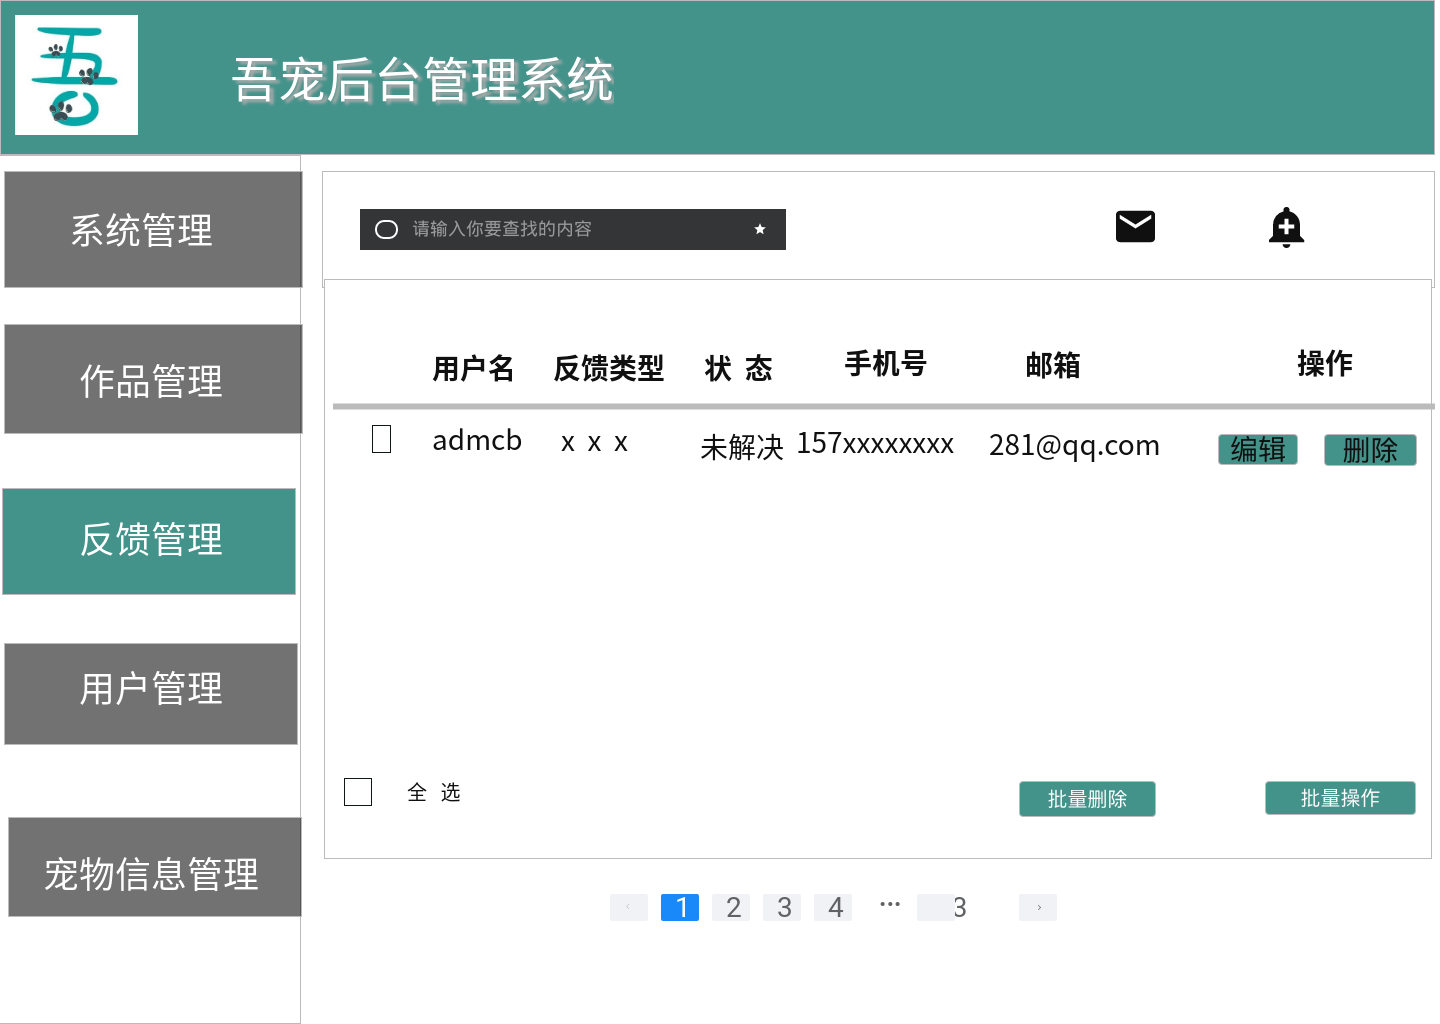 吾
吾宠后台管理系统
系统管理
作品管理
反馈管理
用户管理
宠物信息管理
请输入你要查找的内容
用户名 反馈类型 状 态 手机号 邮箱 操作
admcb x x x 未解决 157xxxxxxxx 281@qq.com 编辑 删除
全 选 批量删除 批量操作
‹ 1 2 3 4 ··· 3 ›